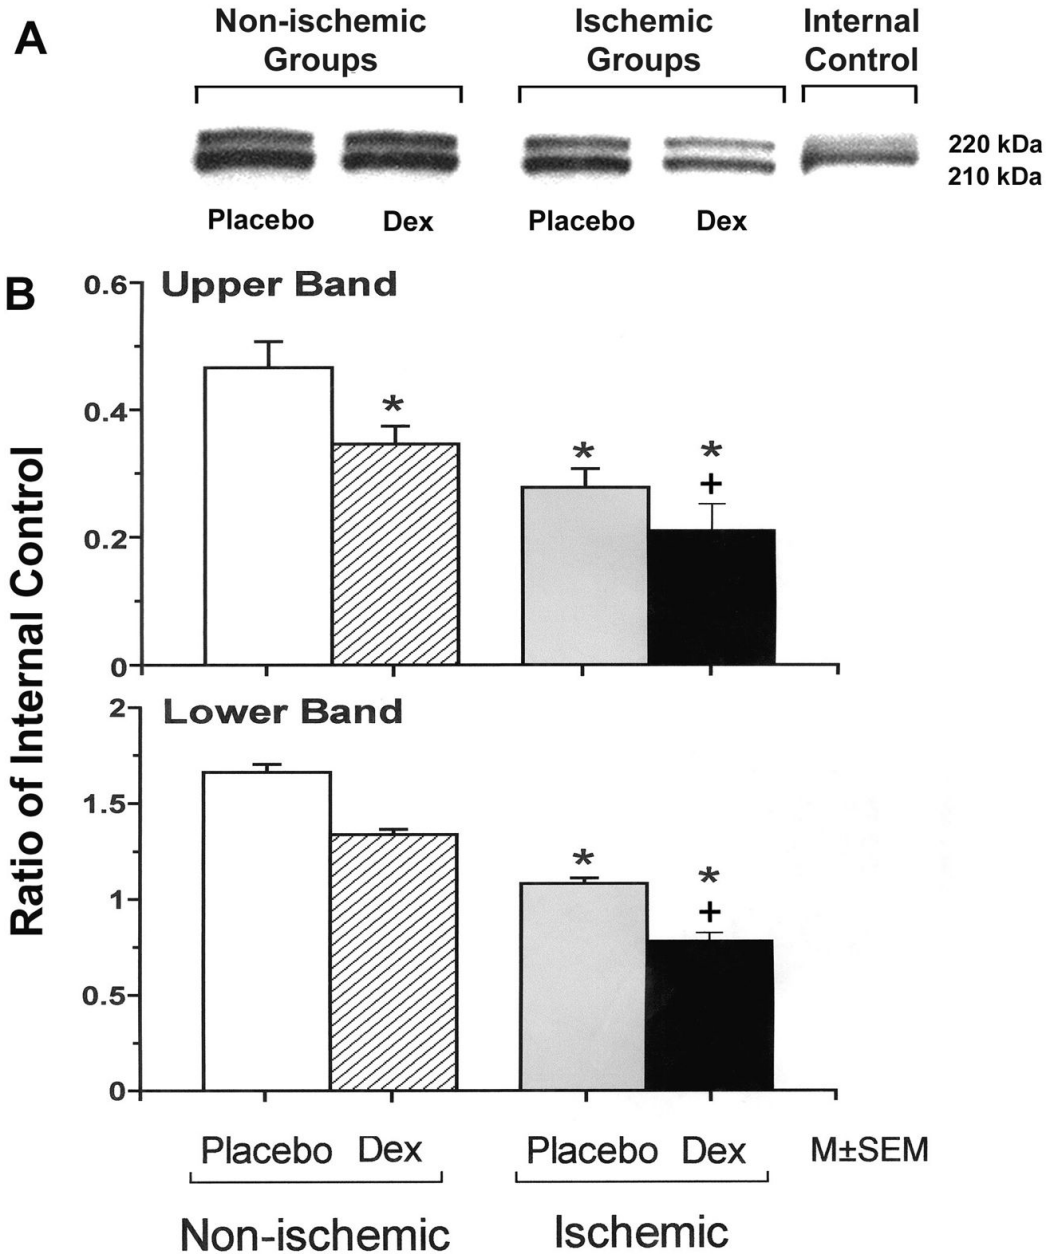 A
Non-ischemic Groups
Ischemic Groups
Internal Control
220 kDa
210 kDa
Placebo
Dex
Placebo
Dex
B
Ratio of Internal Control
Upper Band
0.6
*
0.4
*
*
+
0.2
0
Lower Band
2
1.5
*
*
+
1
0.5
0
Placebo
Dex
Placebo
Dex
M±SEM
Non-ischemic
Ischemic